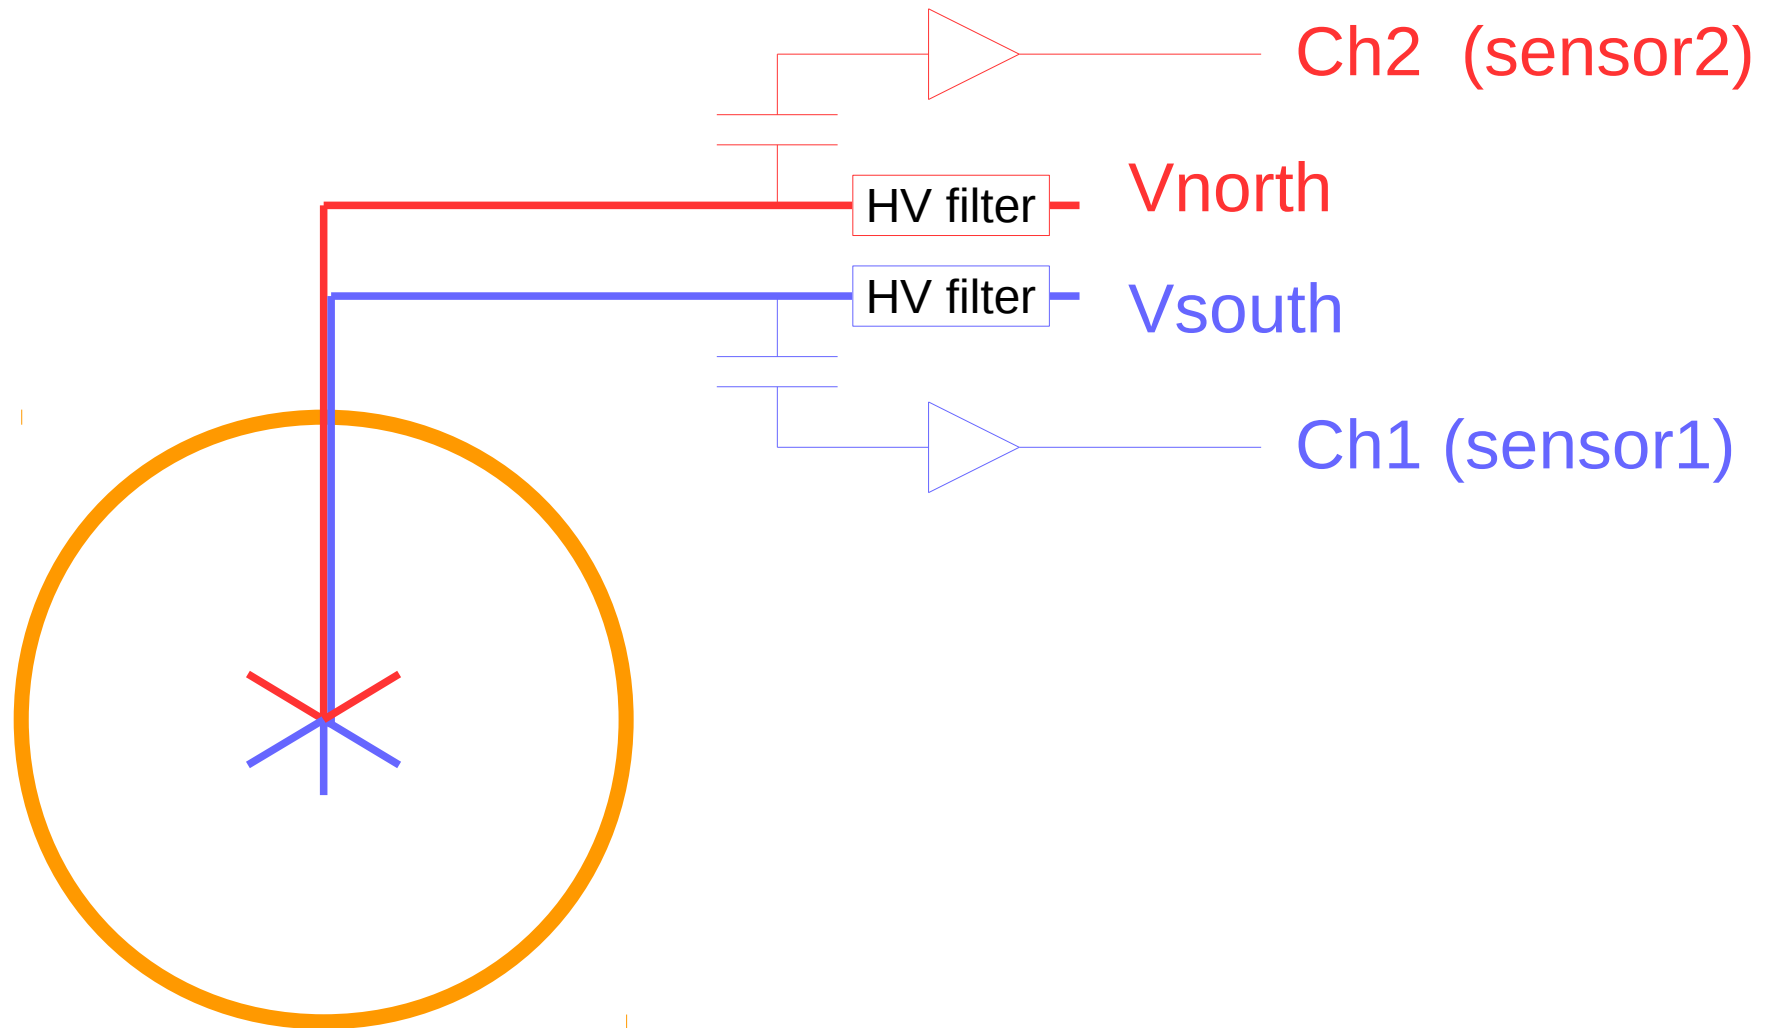 Ch2 (sensor2)
Vnorth
HV filter
HV filter
Vsouth
Ch1 (sensor1)